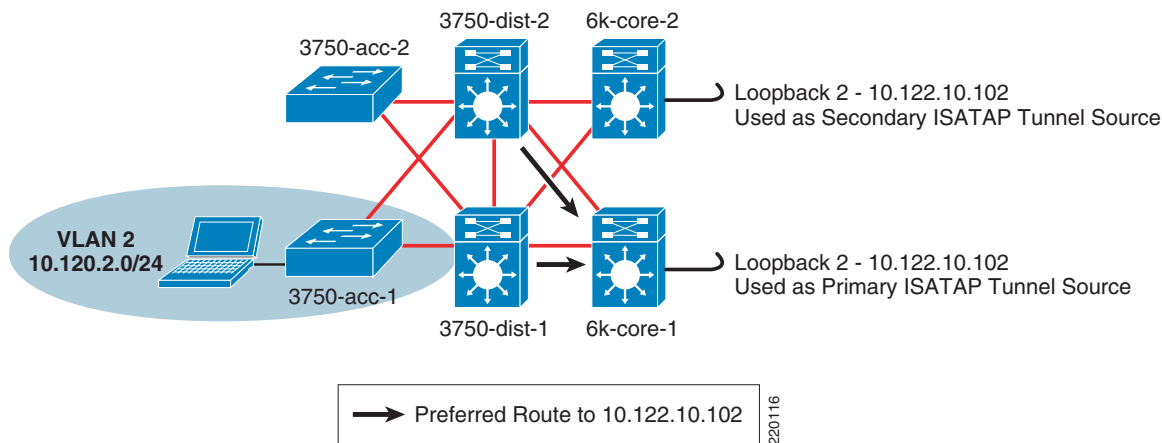 3750-dist-2
6k-core-2
3750-acc-2
Loopback 2 - 10.122.10.102
Used as Secondary ISATAP Tunnel Source
VLAN 2
10.120.2.0/24
3750-acc-1
3750-dist-1
6k-core-1
Loopback 2 - 10.122.10.102
Used as Primary ISATAP Tunnel Source
Preferred Route to 10.122.10.102
220116